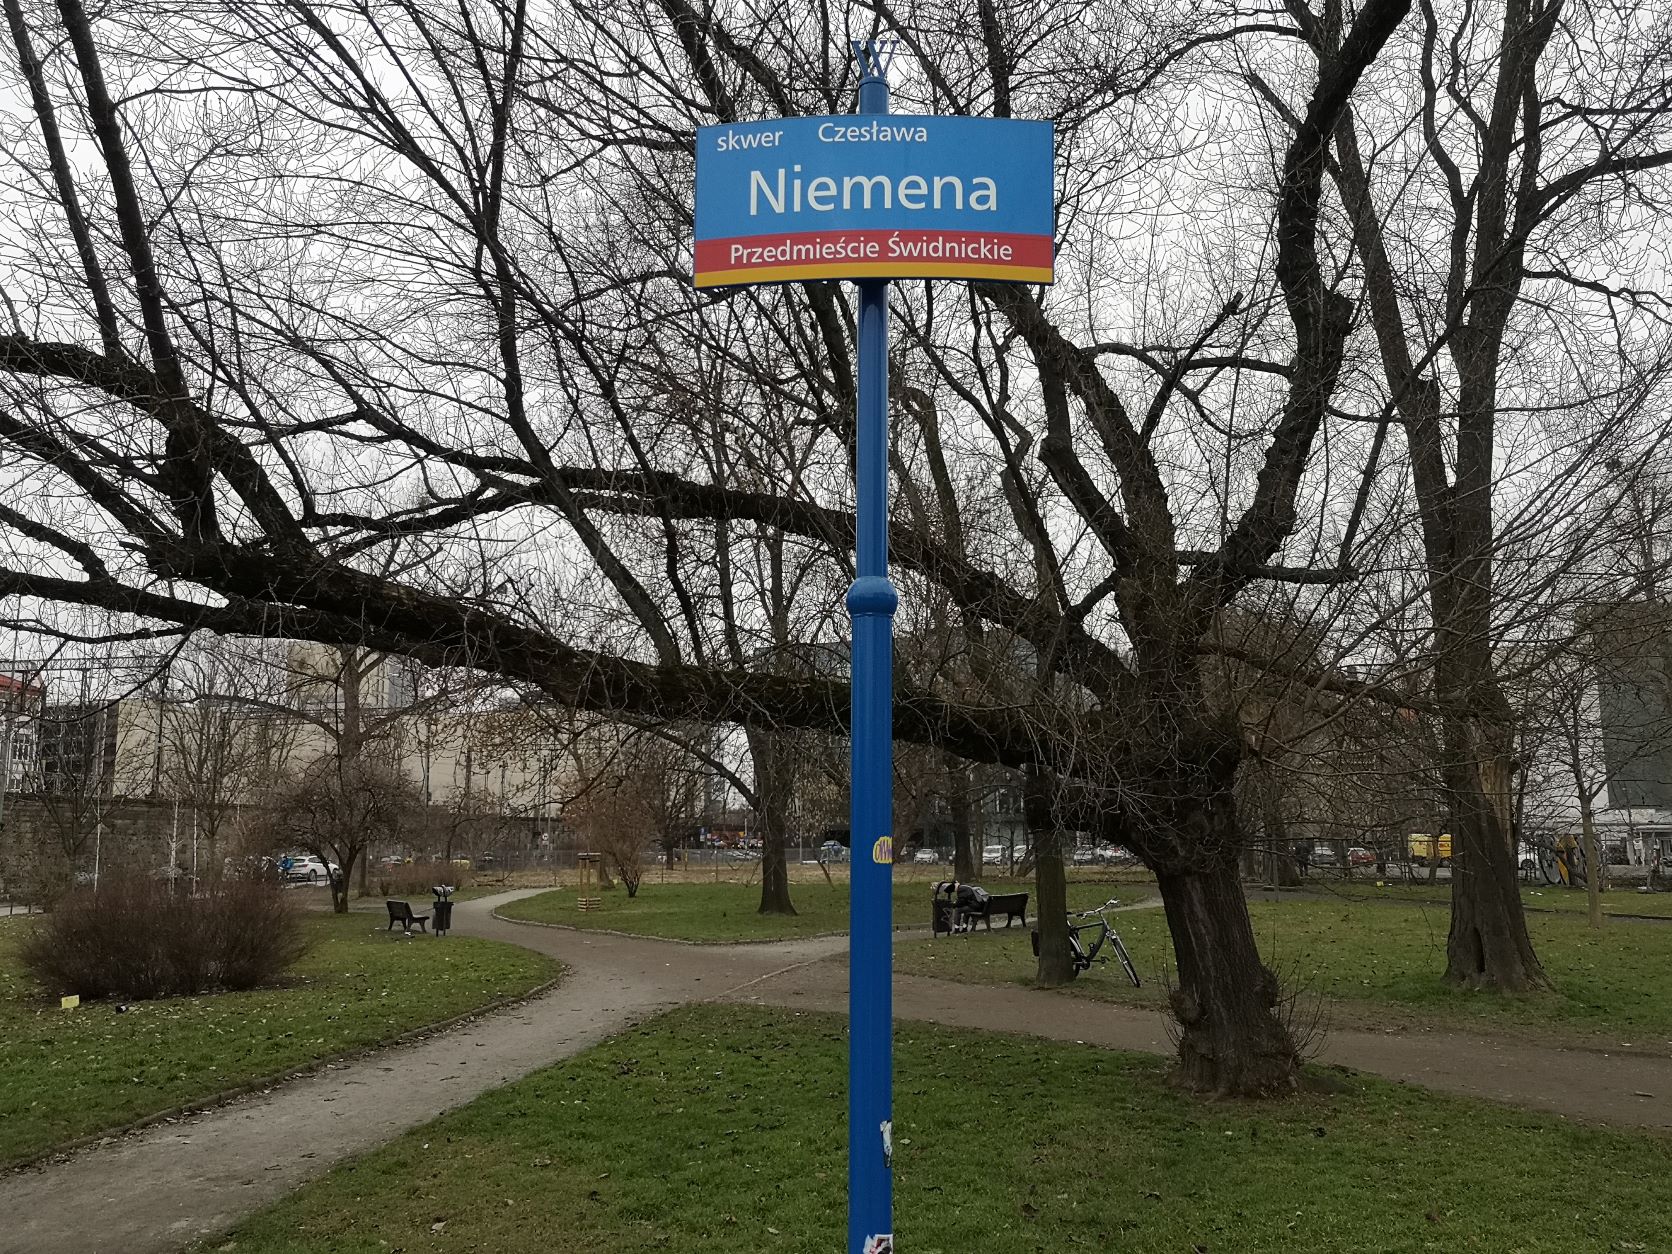 W
skwer Czesława
Niemena
Przedmieście Świdnickie